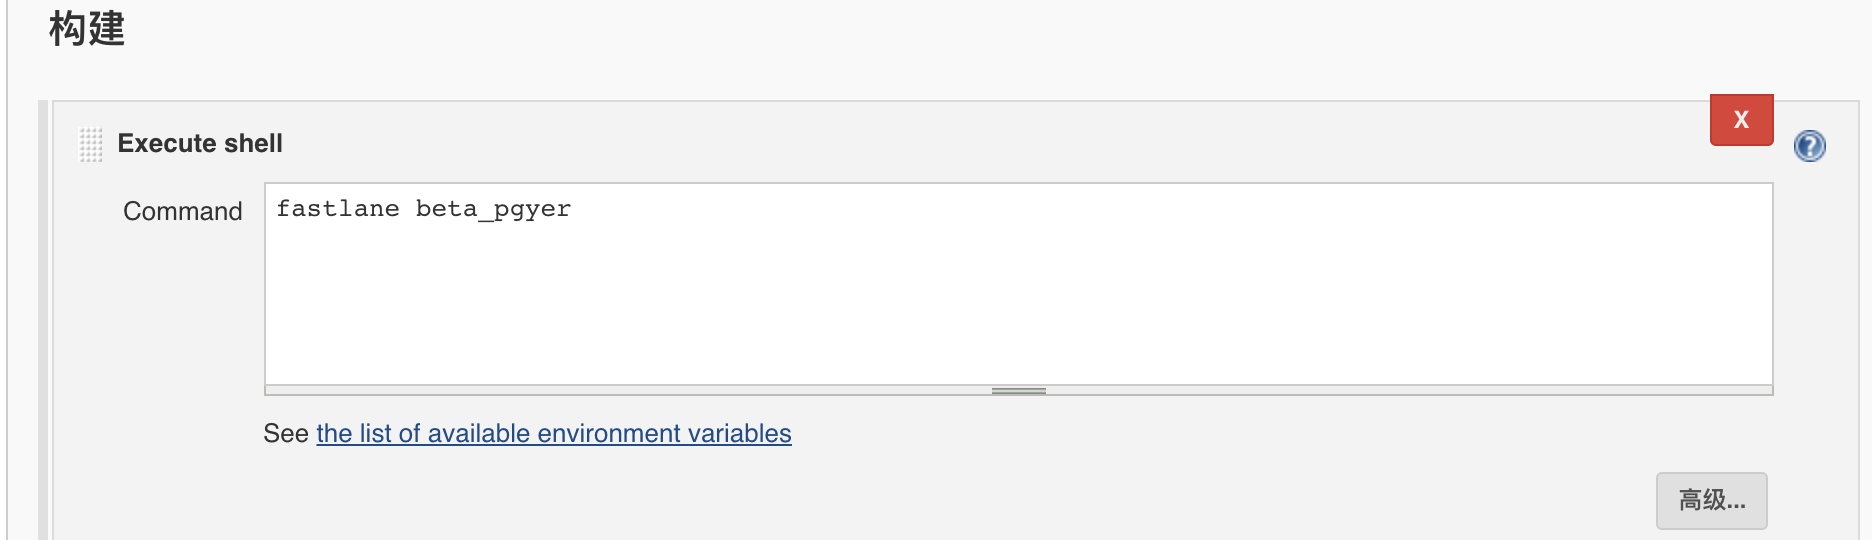 构建
X
Execute shell
?
Command
fastlane beta_pgyer
See the list of available environment variables
高级...